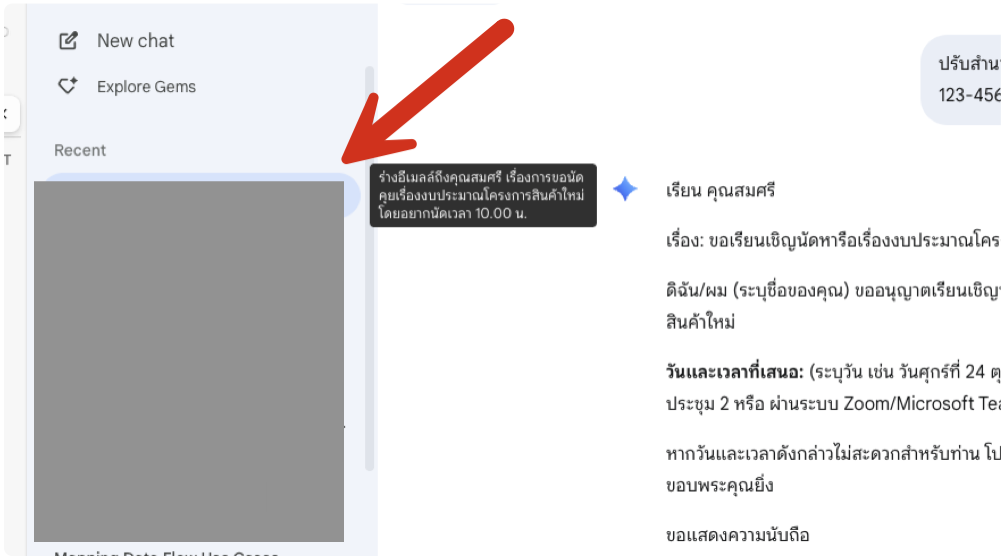 New chat
Explore Gems
Recent
T
ร่างอีเมลล์ถึงคุณสมศรี เรื่องการขอนัด
คุยเรื่องงบประมาณโครงการสินค้าใหม่
โดยอยากนัดเวลา 10.00 น.
ปรับสำน
123-456
เรียน คุณสมศรี
เรื่อง: ขอเรียนเชิญนัดหารือเรื่องงบประมาณโคร
ดิฉัน/ผม (ระบุชื่อของคุณ) ขออนุญาตเรียนเชิญ
สินค้าใหม่
วันและเวลาที่เสนอ: (ระบุวัน เช่น วันศุกร์ที่ 24 ตุ
ประชุม 2 หรือ ผ่านระบบ Zoom/Microsoft Tea
หากวันและเวลาดังกล่าวไม่สะดวกสำหรับท่าน โป
ขอบพระคุณยิ่ง
ขอแสดงความนับถือ
Mapping Data Flow Use Cases